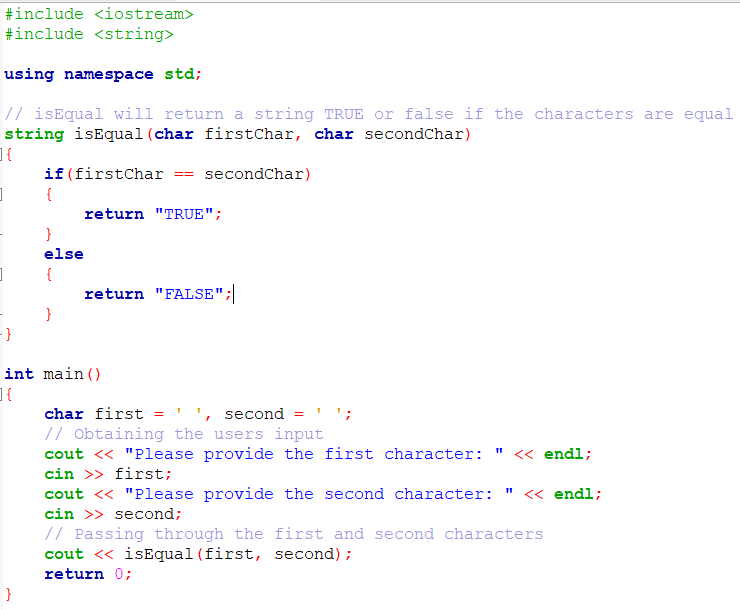 #include <iostream>
#include <string>
using namespace std;
// isEqual will return a string TRUE or false if the characters are equal
string isEqual(char firstChar, char secondChar)
{
if(firstChar == secondChar)
{
return "TRUE";
}
else
{
return "FALSE";
}
}
int main()
{
char first = ' ', second = ' ';
// Obtaining the users input
cout << "Please provide the first character: " << endl;
cin >> first;
cout << "Please provide the second character: " << endl;
cin >> second;
// Passing through the first and second characters
cout << isEqual(first, second);
return 0;
}